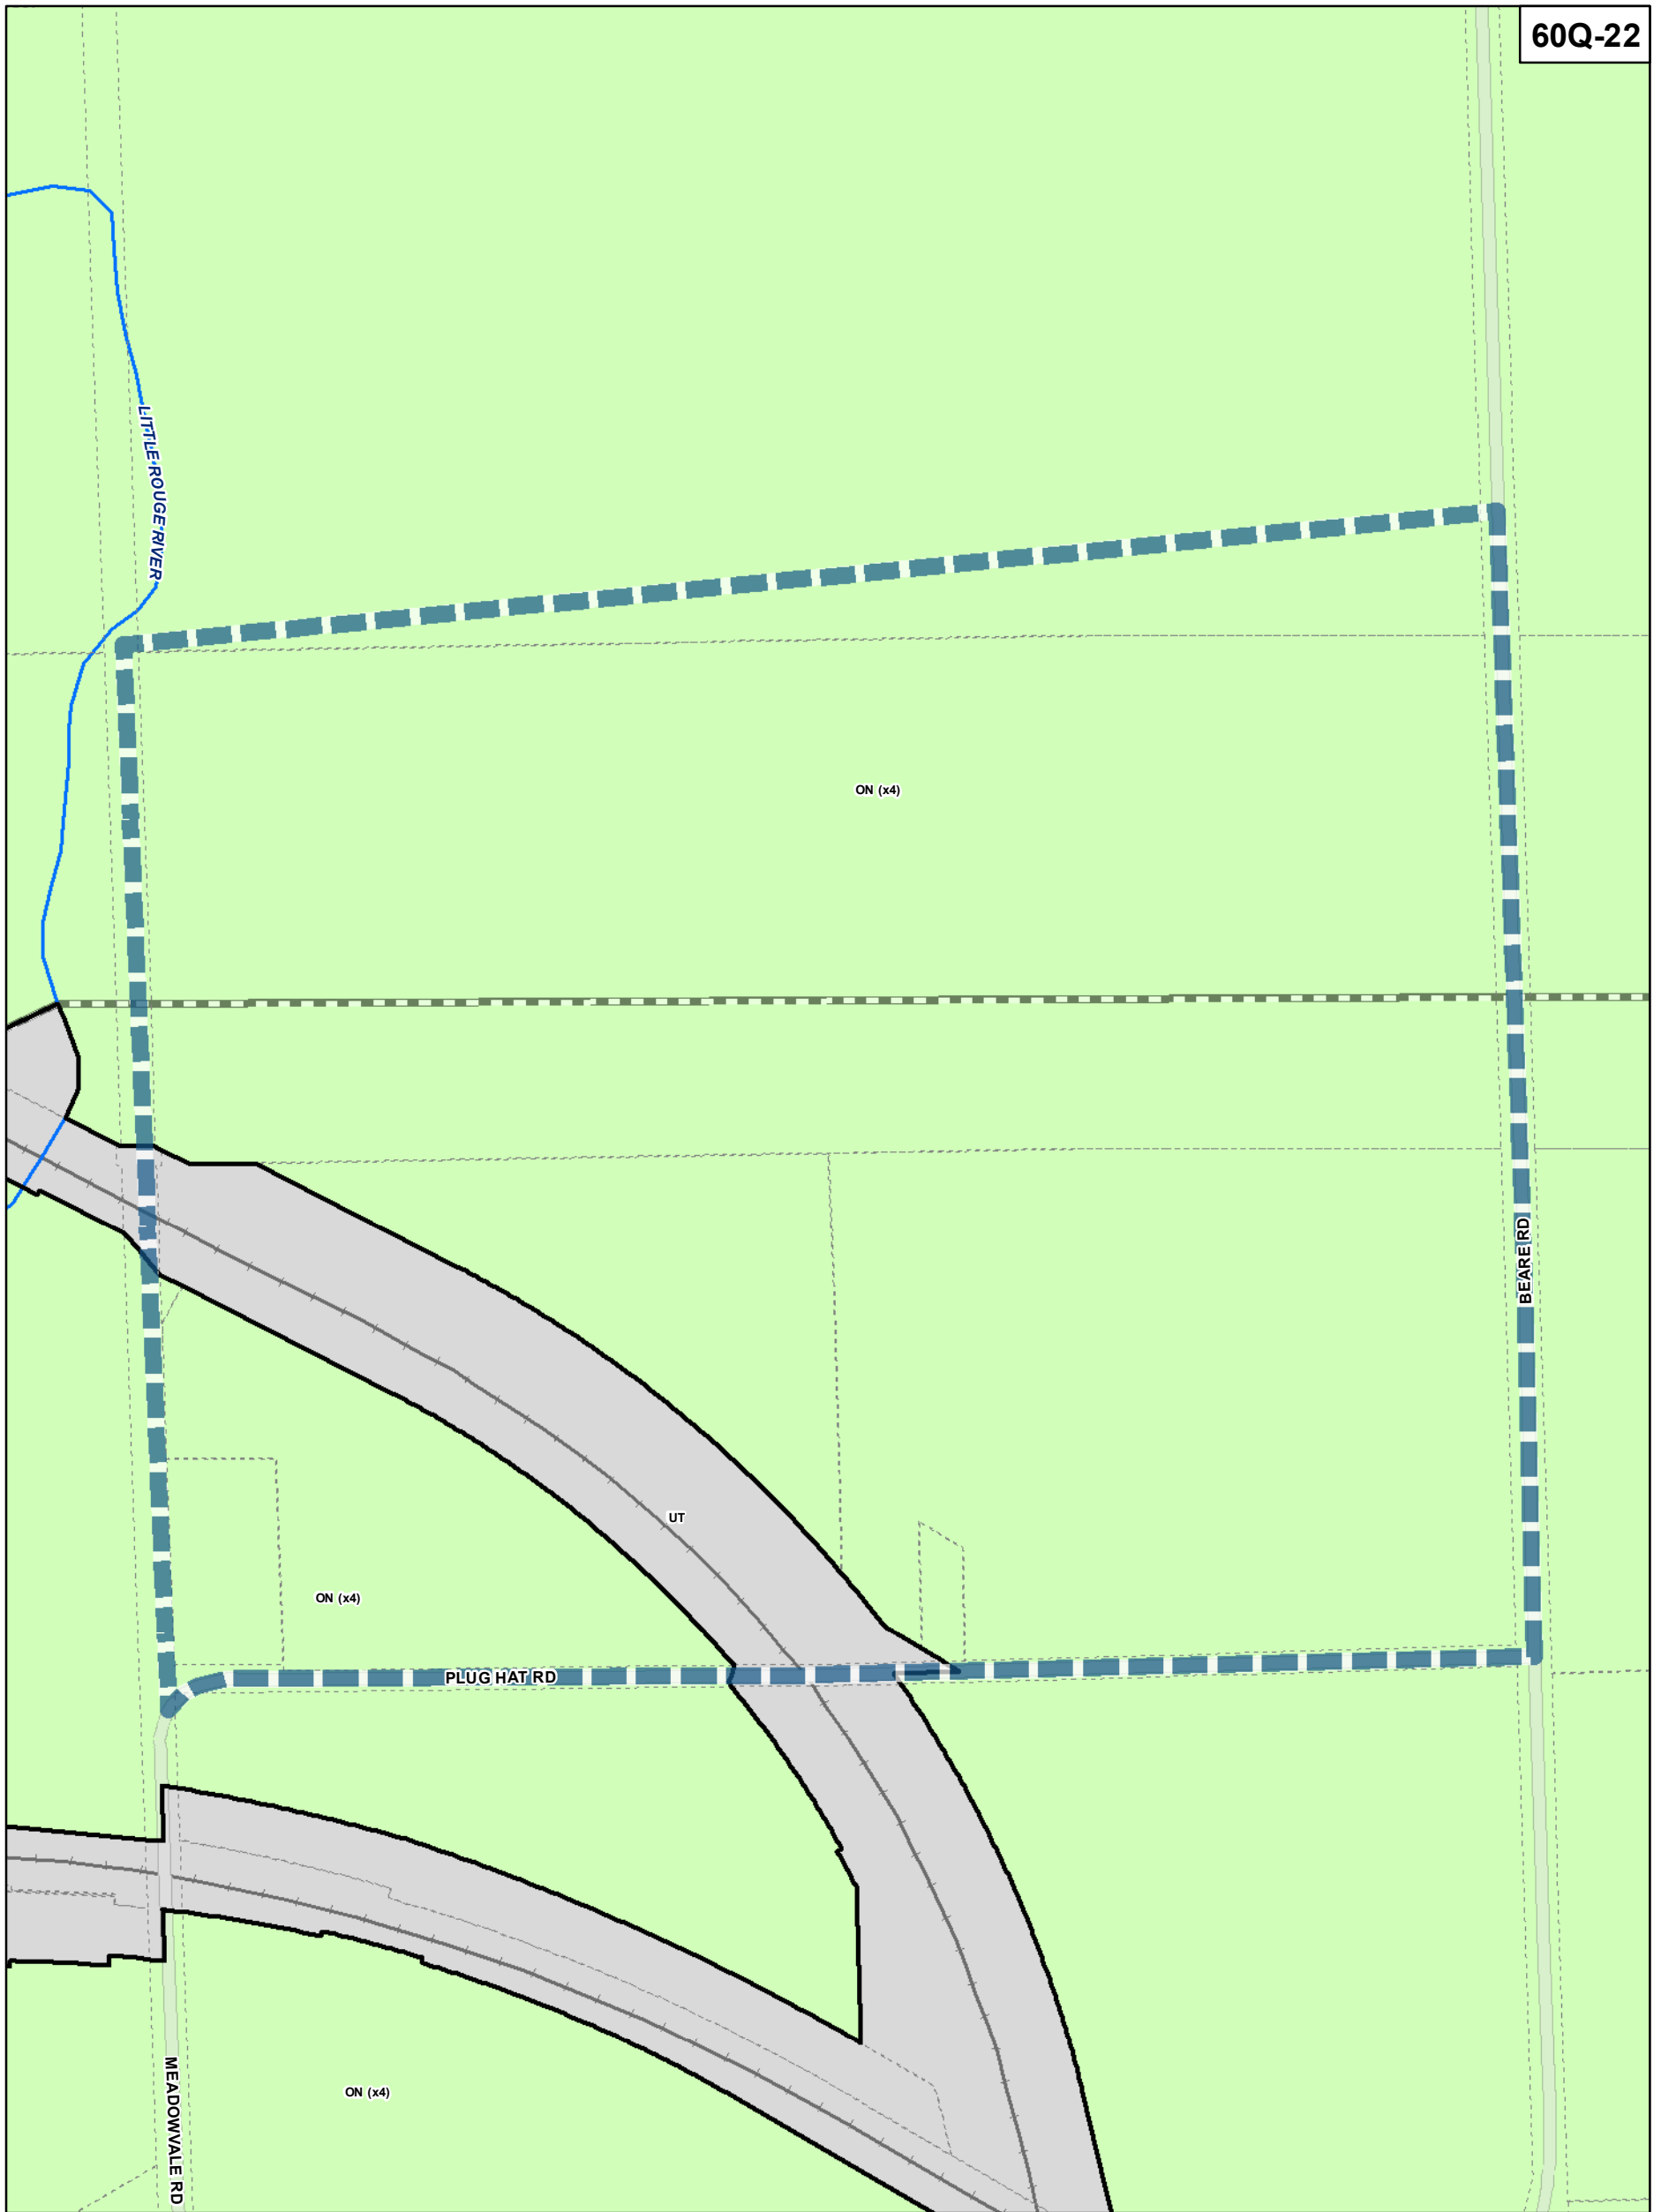 60Q-22
LITTLE ROUGE RIVER
ON (x4)
BEARE RD
UT
ON (x4)
PLUG HAT RD
MEADOWVALE RD
ON (x4)